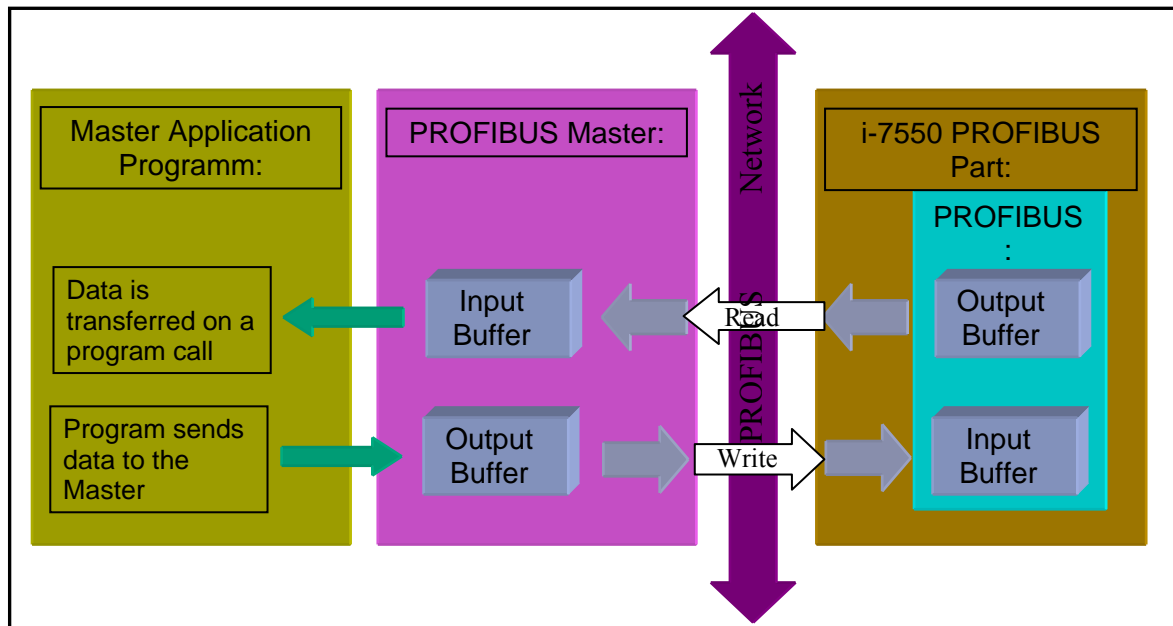 Master Application
Programm:
Data is
transferred on a
program call
Program sends
data to the
Master
PROFIBUS Master:
Input
Buffer
Output
Buffer
PROFIBUS Network
Read
Write
i-7550 PROFIBUS
Part:
PROFIBUS
:
Output
Buffer
Input
Buffer